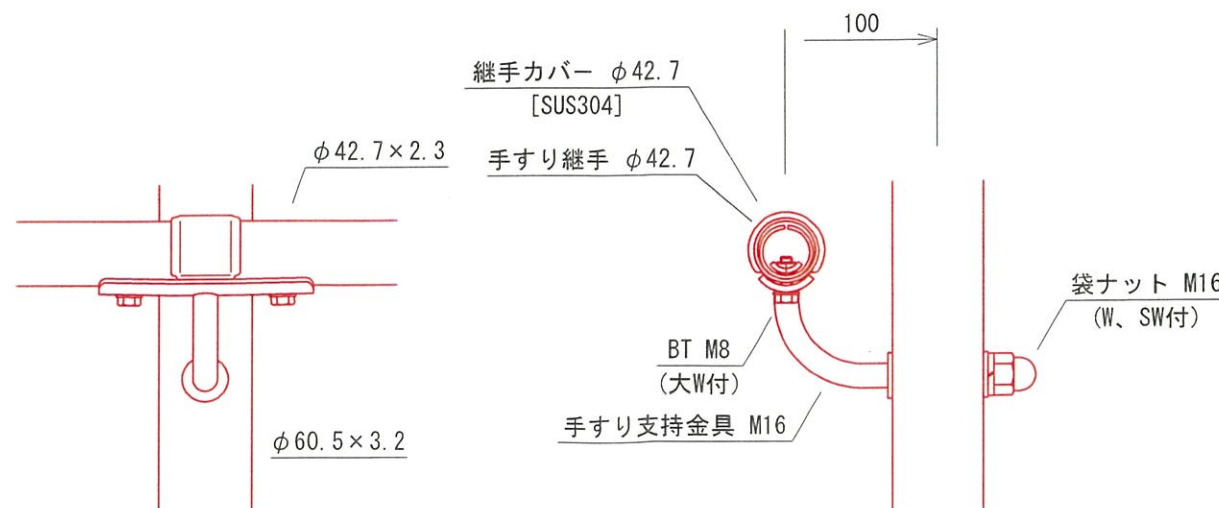 100
継手カバー φ42.7
[SUS304]
φ42.7×2.3
手すり継手 φ42.7
袋ナット M16
(W、SW付)
BT M8
(大W付)
手すり支持金具 M16
φ60.5×3.2